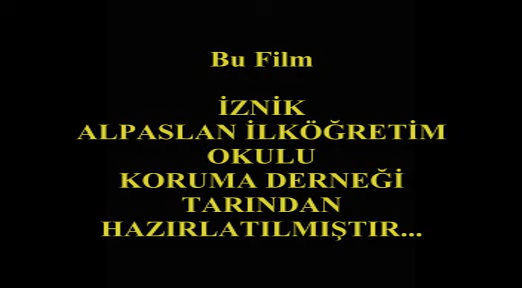 Bu Film
İZNİK
ALPASLAN İLKÖĞRETİM
OKULU
KORUMA DERNEĞİ
TARINDAN
HAZIRLATILMIŞTIR...